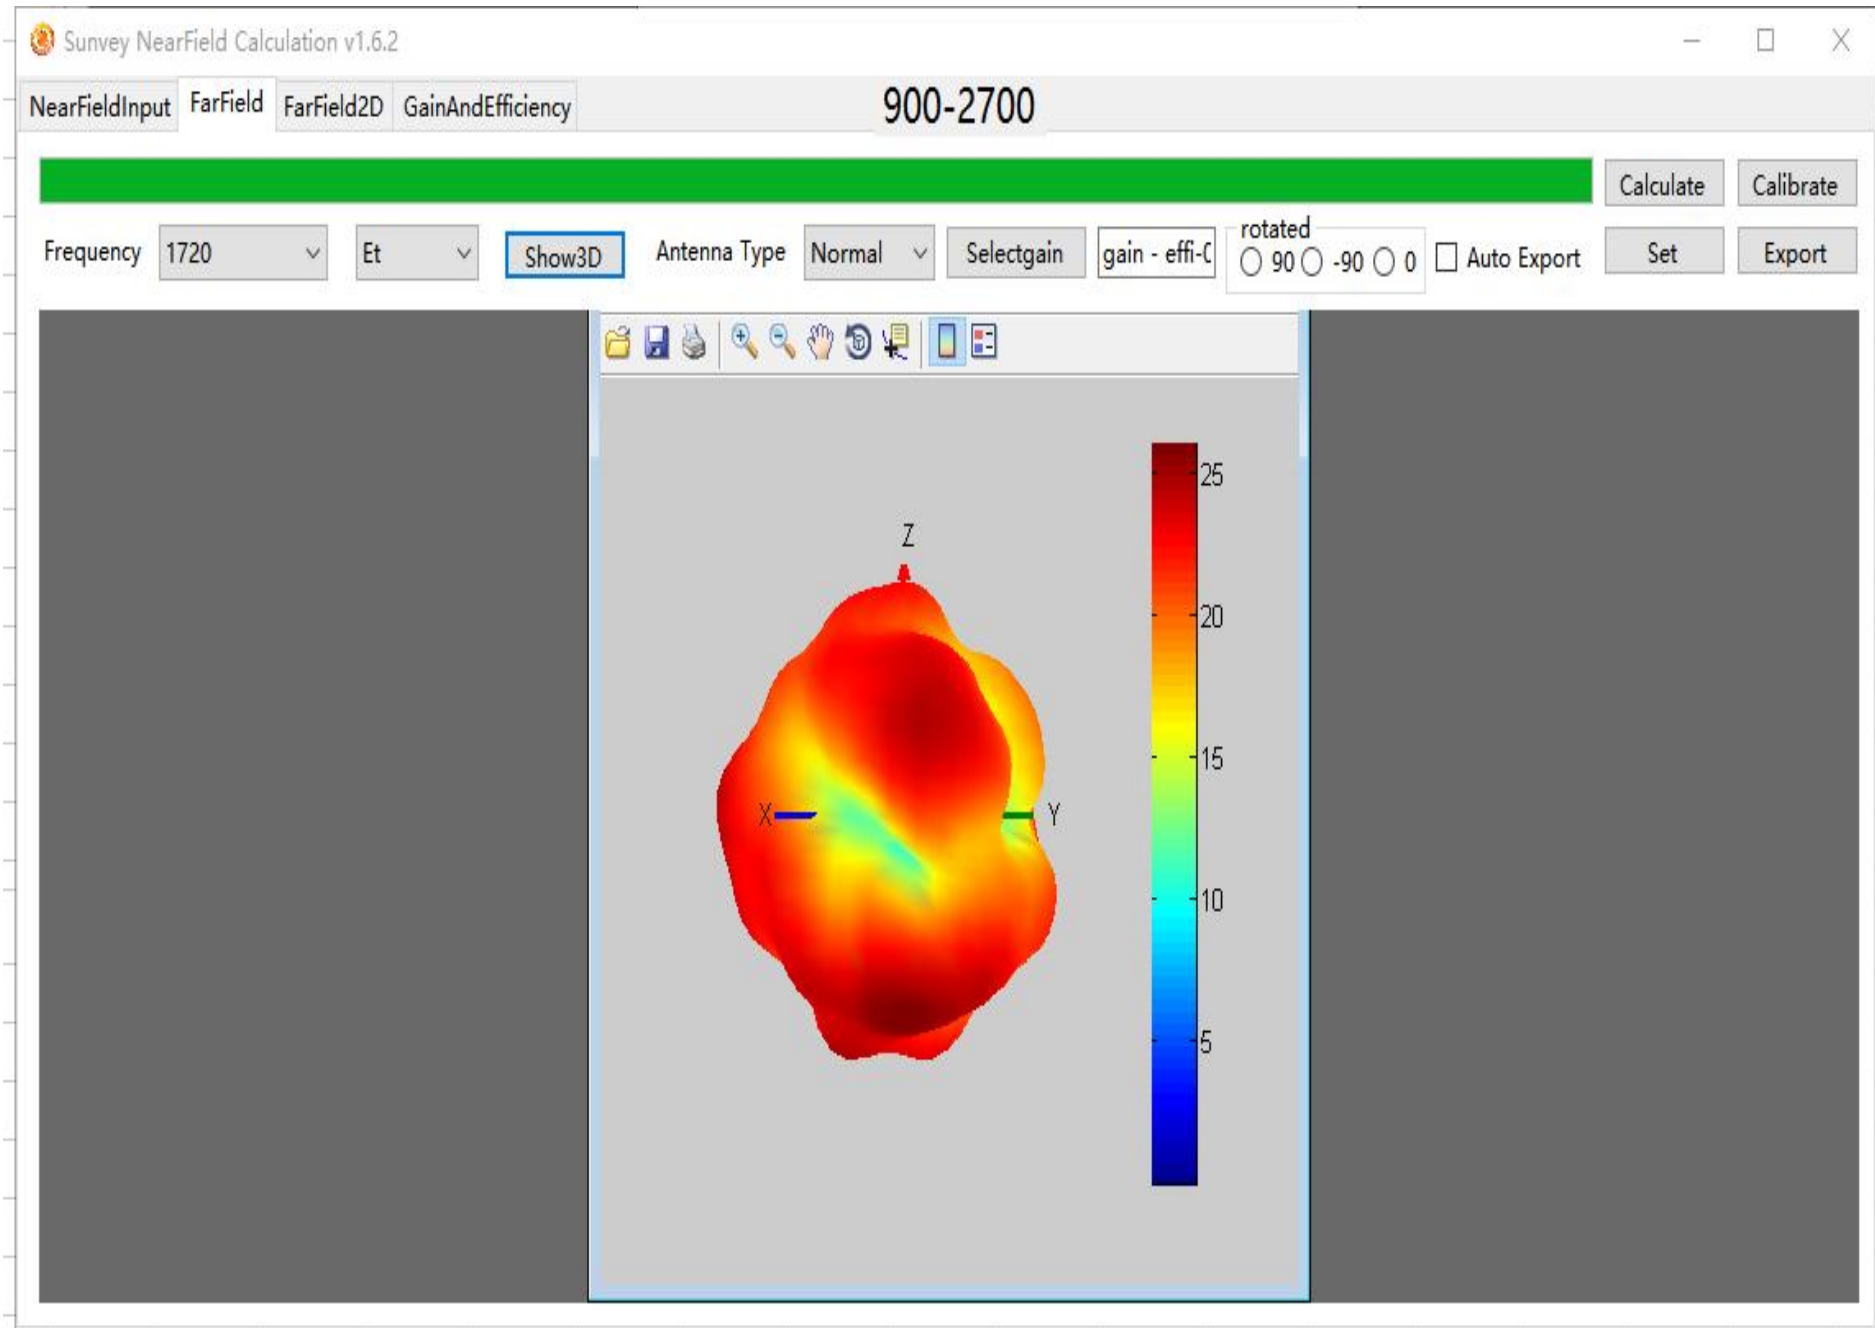 Sunvey NearField Calculation v1.6.2
NearFieldInput FarField FarField2D GainAndEfficiency 900-2700
Calculate Calibrate
Frequency 1720 Et Show3D Antenna Type Normal Selectgain gain - effi-0 rotated 90 -90 0 Auto Export Set Export
25
Z
20
15
X Y
10
5